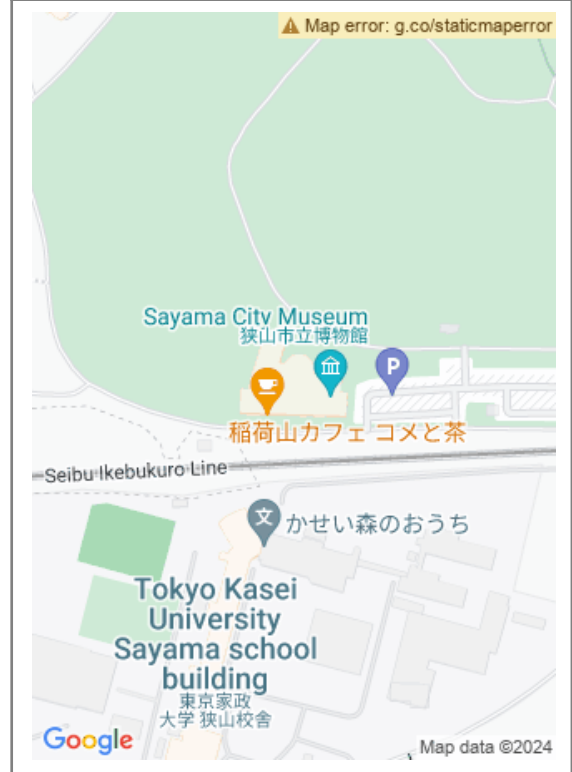 Map error: g.co/staticmaperror
Sayama City Museum
狭山市立博物館
P
稲荷山カフェ コメと茶
Seibu Ikebukuro Line
文
かせい森のおうち
Tokyo Kasei
University
Sayama school
building
東京家政
大学 狭山校舎
Google
Map data ©2024